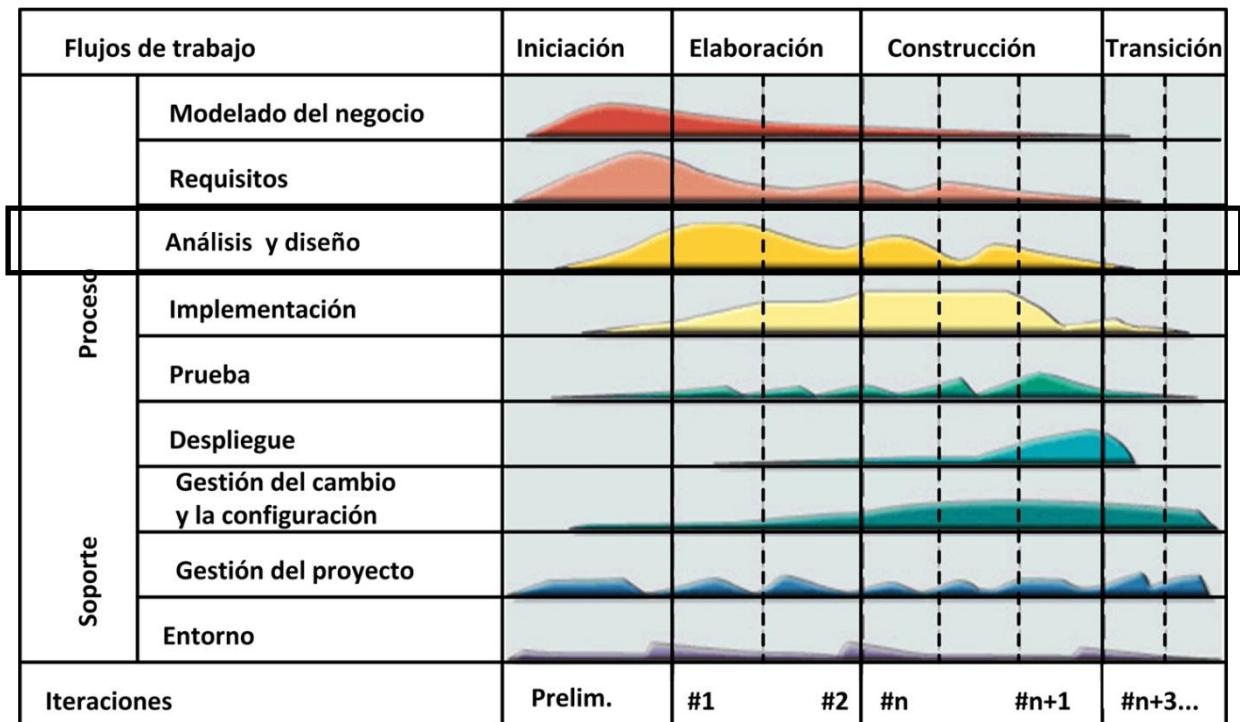 Flujos de trabajo
Iniciación
Elaboración
Construcción
Transición
Proceso
Modelado del negocio
Requisitos
Análisis y diseño
Implementación
Prueba
Despliegue
Soporte
Gestión del cambio
y la configuración
Gestión del proyecto
Entorno
Iteraciones
Prelim.
#1
#2
#n
#n+1
#n+3...